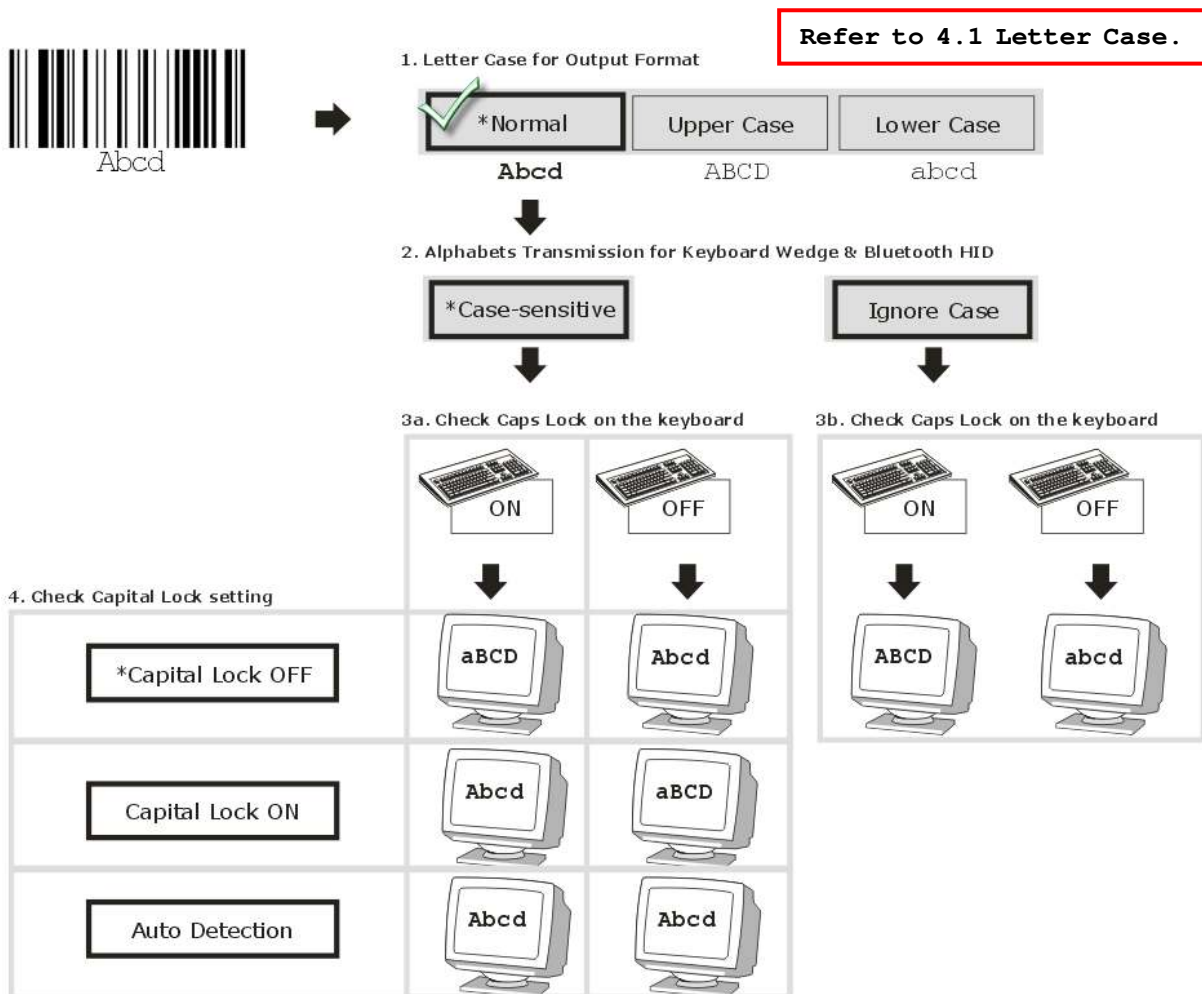 Refer to 4.1 Letter Case.
Abcd
1. Letter Case for Output Format
*Normal Upper Case Lower Case
Abcd ABCD abcd
2. Alphabets Transmission for Keyboard Wedge & Bluetooth HID
*Case-sensitive Ignore Case
3a. Check Caps Lock on the keyboard 3b. Check Caps Lock on the keyboard
ON OFF ON OFF
4. Check Capital Lock setting
*Capital Lock OFF aBCD Abcd ABCD abcd
Capital Lock ON Abcd aBCD
Auto Detection Abcd Abcd